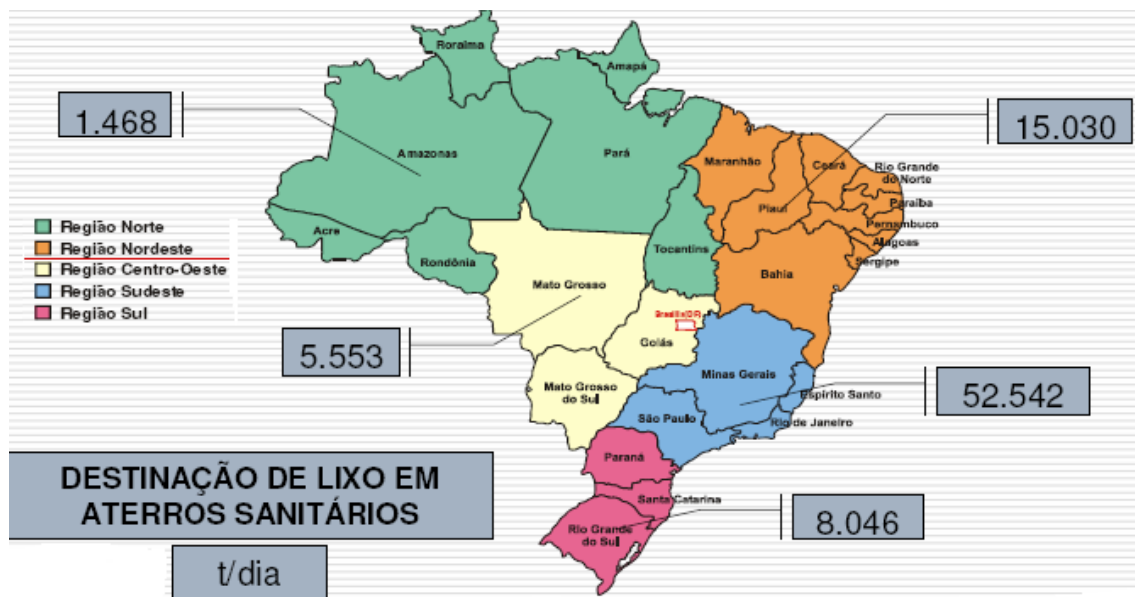 Roraima
Amapá
1.468
15.030
Amazonas
Pará
Maranhão
Ceará
Rio Grande
do Norte
Piauí
Paraíba
Pernambuco
Alagoas
Sergipe
Acre
Rondônia
Tocantins
Bahia
Mato Grosso
Região Norte
Região Nordeste
Região Centro-Oeste
Região Sudeste
Região Sul
Brasília(DF)
Goiás
5.553
Minas Gerais
52.542
Mato Grosso
do Sul
Espírito Santo
São Paulo
Rio de Janeiro
Paraná
Santa Catarina
Rio Grande
do Sul
8.046
DESTINAÇÃO DE LIXO EM
ATERROS SANITÁRIOS
t/dia